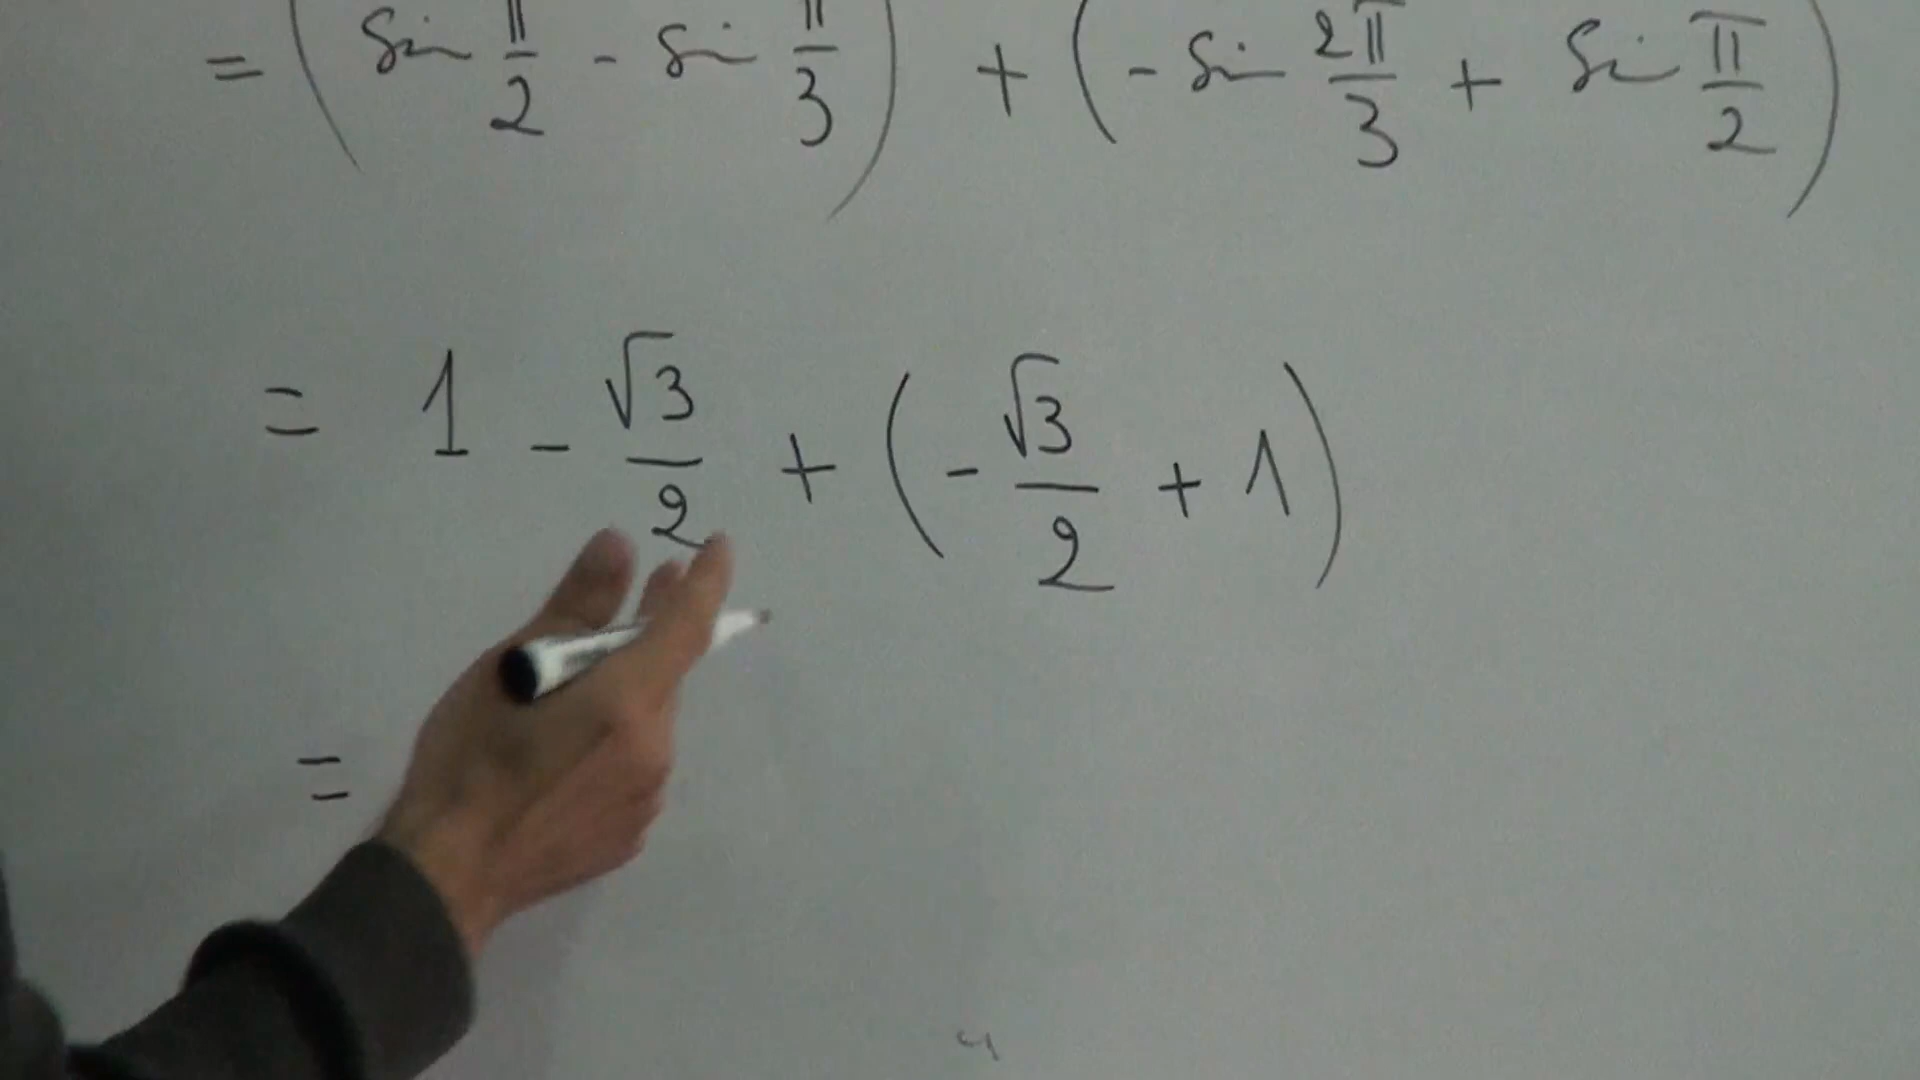 = (sin π/2 - sin π/3) + (- sin 2π/3 + sin π/2)
= 1 - √3/2 + (- √3/2 + 1)
=